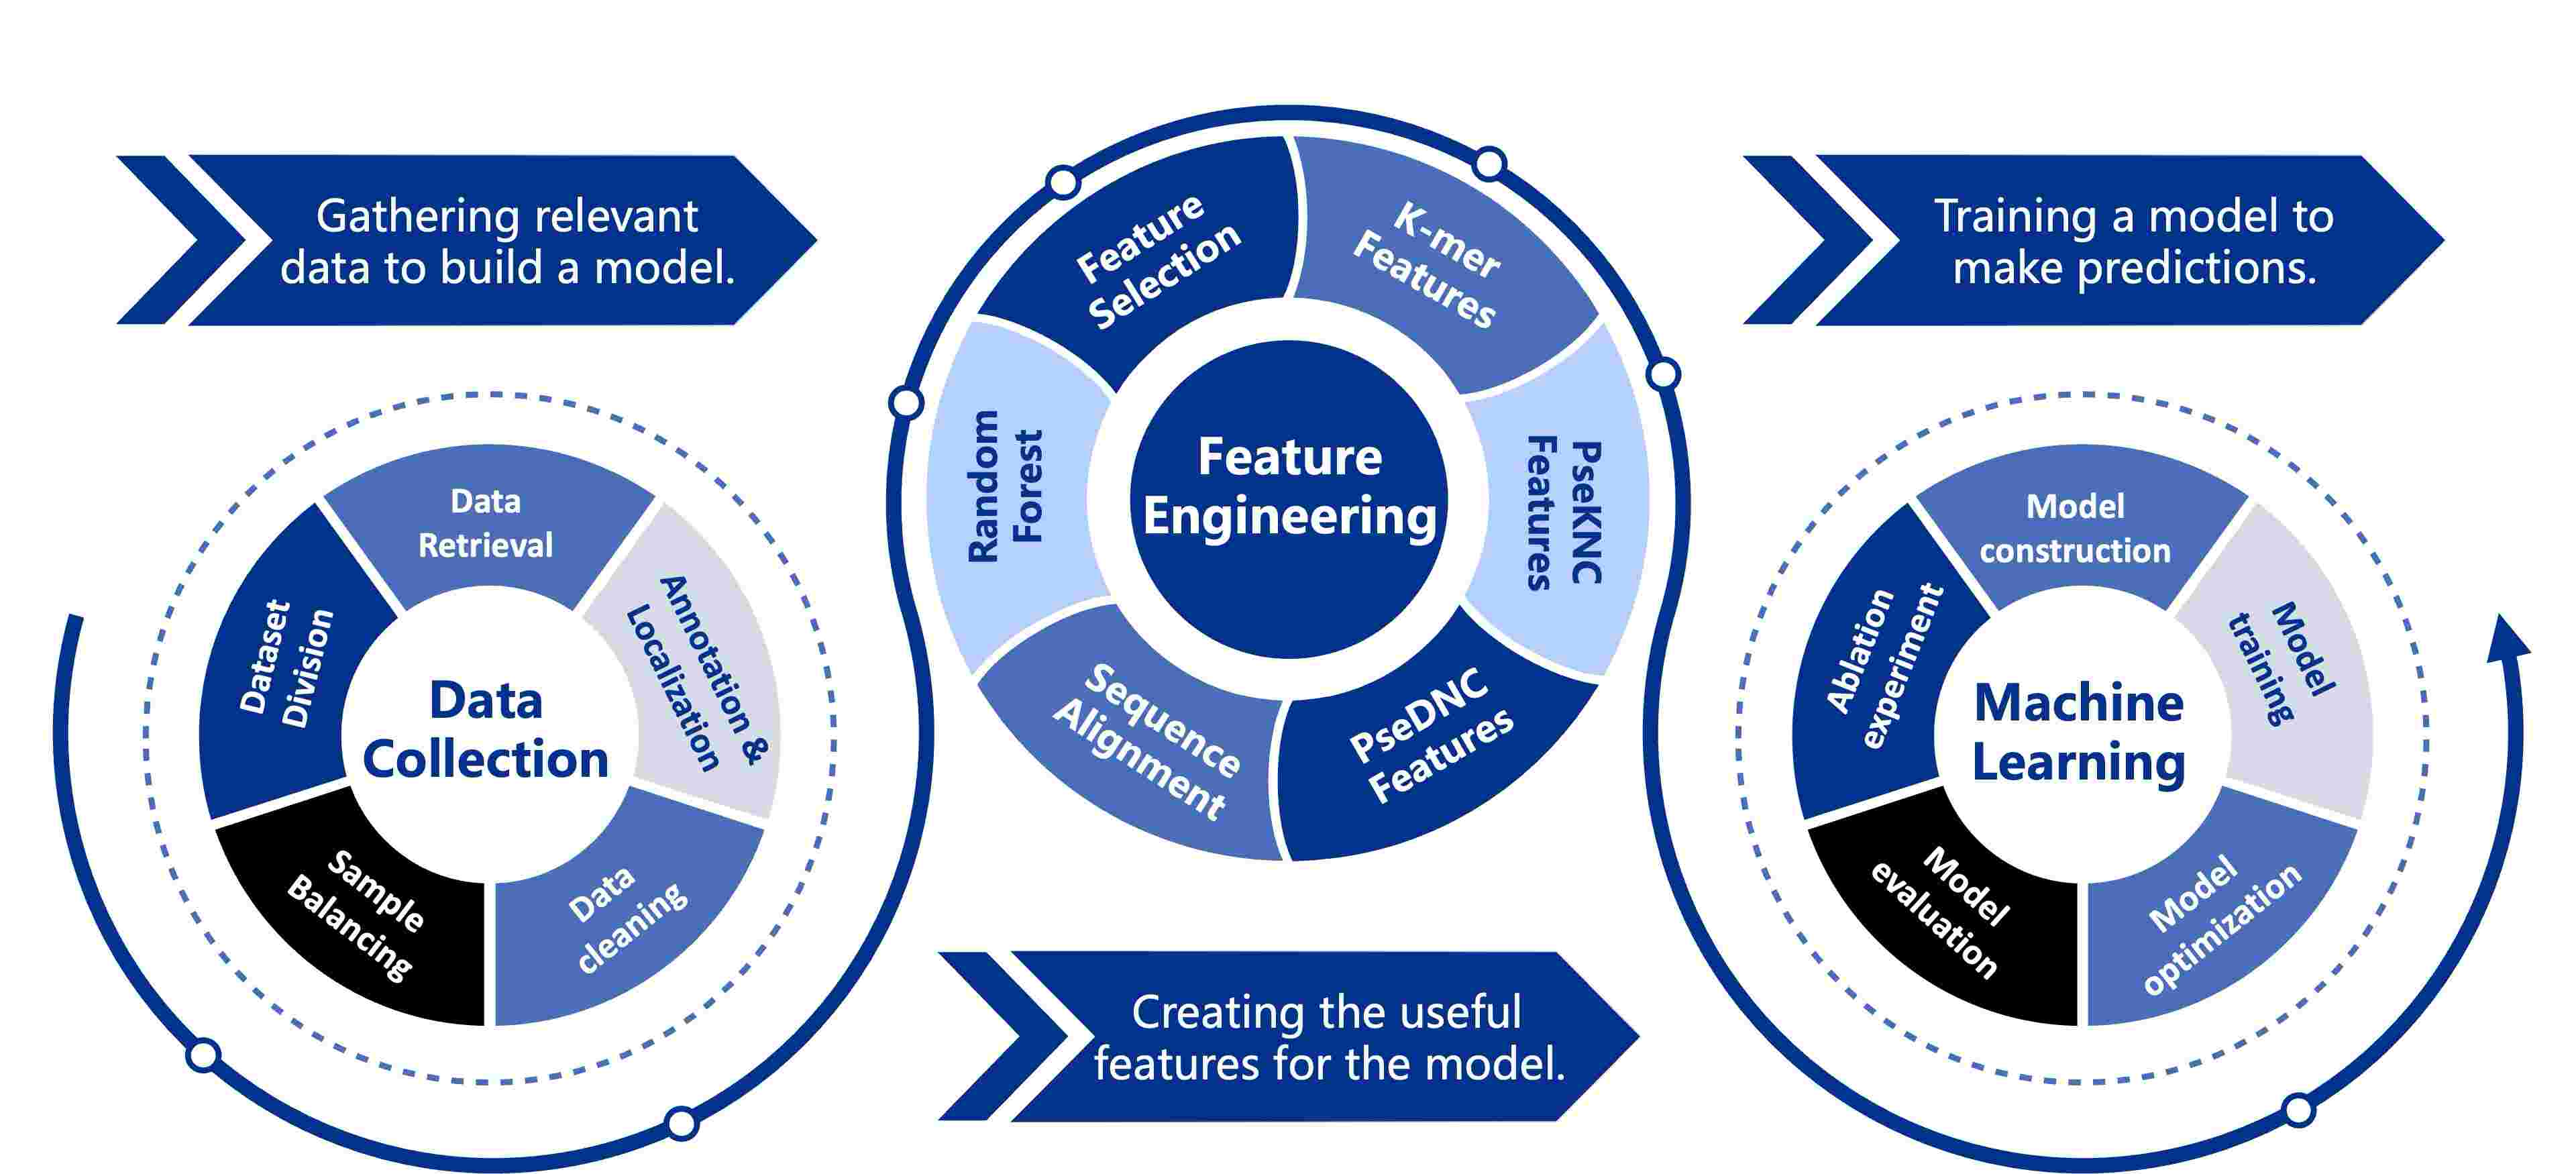 Gathering relevant
data to build a model.
Data
Retrieval
Annotation &
Localization
Data
cleaning
Sample
Balancing
Dataset
Division
Data
Collection
Feature
Selection
K-mer
Features
PseKNC
Features
PseDNC
Features
Sequence
Alignment
Random
Forest
Feature
Engineering
Creating the useful
features for the model.
Training a model to
make predictions.
Model
construction
Model
training
Model
optimization
Model
evaluation
Ablation
experiment
Machine
Learning